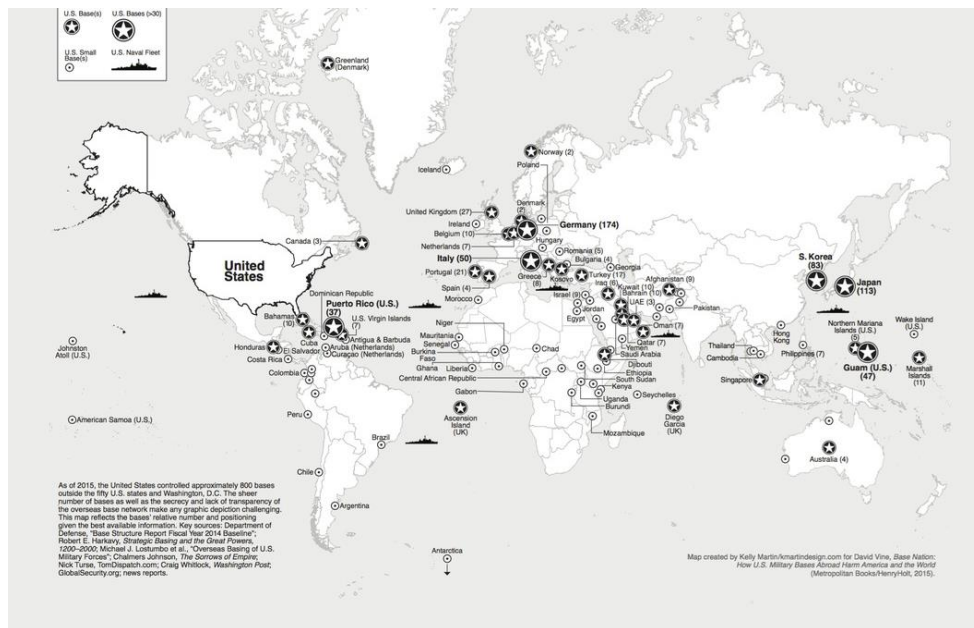 U.S. Base(s)
U.S. Bases (>30)
U.S. Small
Base(s)
U.S. Naval Fleet
Greenland
(Denmark)
Iceland
Norway (2)
Poland
Denmark
United Kingdom (27)
Ireland
Belgium (10)
Netherlands (7)
Germany (174)
Hungary
Romania (5)
Bulgaria (4)
Italy (50)
Georgia
Portugal (21)
Spain (4)
Greece
(8)
Kosovo
Turkey (17)
Iraq (6)
Afghanistan (9)
Kuwait (10)
Bahrain (10)
Israel (9)
UAE (3)
Pakistan
Morocco
Jordan
Egypt
Oman (7)
Qatar (7)
Yemen
Saudi Arabia
Canada (3)
United
States
Dominican Republic
Puerto Rico (U.S.)
(37)
Bahamas
(10)
U.S. Virgin Islands
(7)
Antigua & Barbuda
Cuba
Aruba (Netherlands)
Curaçao (Netherlands)
Honduras
El Salvador
Costa Rica
Colombia
Johnston
Atoll (U.S.)
American Samoa (U.S.)
Peru
Brazil
Chile
Argentina
Niger
Mauritania
Senegal
Burkina
Faso
Ghana
Liberia
Chad
Central African Republic
Gabon
Djibouti
Ethiopia
South Sudan
Kenya
Uganda
Burundi
Seychelles
Mozambique
Ascension
Island
(UK)
Diego
Garcia
(UK)
S. Korea
(83)
Japan
(113)
Hong
Kong
Thailand
Cambodia
Philippines (7)
Singapore
Northern Mariana
Islands (U.S.)
(5)
Guam (U.S.)
(47)
Wake Island
(U.S.)
Marshall
Islands
(11)
Australia (4)
Antarctica
As of 2015, the United States controlled approximately 800 bases
outside the fifty U.S. states and Washington, D.C. The sheer
number of bases as well as the secrecy and lack of transparency of
the overseas base network make any graphic depiction challenging.
This map reflects the bases' relative number and positioning
given the best available information. Key sources: Department of
Defense, "Base Structure Report Fiscal Year 2014 Baseline";
Robert E. Harkavy, Strategic Basing and the Great Powers,
1200–2000; Michael J. Lostumbo et al., "Overseas Basing of U.S.
Military Forces"; Chalmers Johnson, The Sorrows of Empire;
Nick Turse, TomDispatch.com; Craig Whitlock, Washington Post;
GlobalSecurity.org; news reports.
Map created by Kelly Martin/kmartindesign.com for David Vine, Base Nation:
How U.S. Military Bases Abroad Harm America and the World
(Metropolitan Books/HenryHolt, 2015).